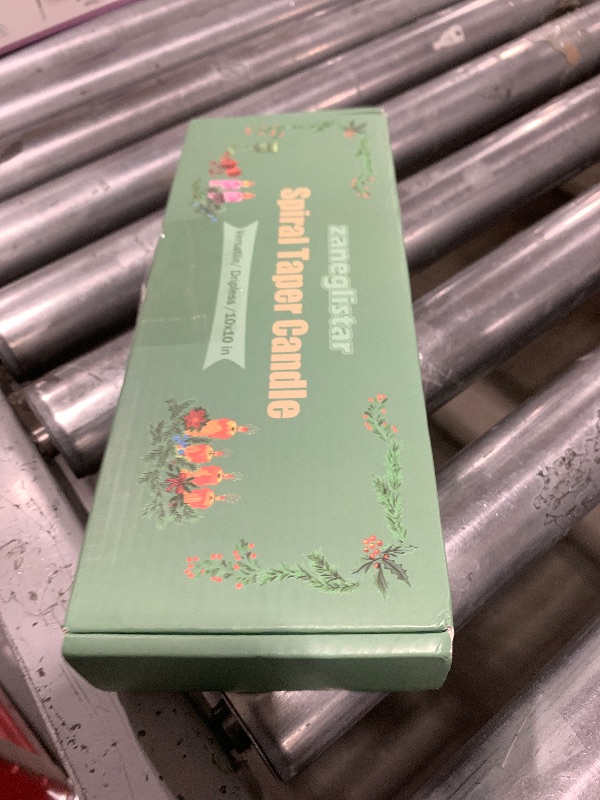 zaneglistar
Spiral Taper Candle
Versatile/ Dripless /10x10 in